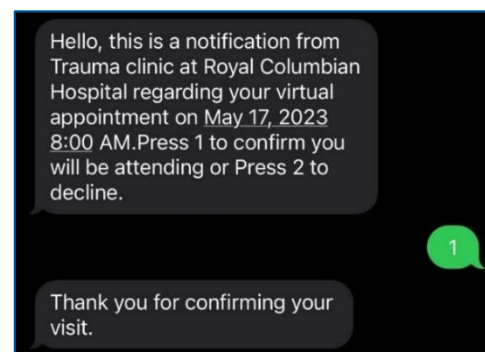 Hello, this is a notification from
Trauma clinic at Royal Columbian
Hospital regarding your virtual
appointment on May 17, 2023
8:00 AM.Press 1 to confirm you
will be attending or Press 2 to
decline.
1
Thank you for confirming your
visit.